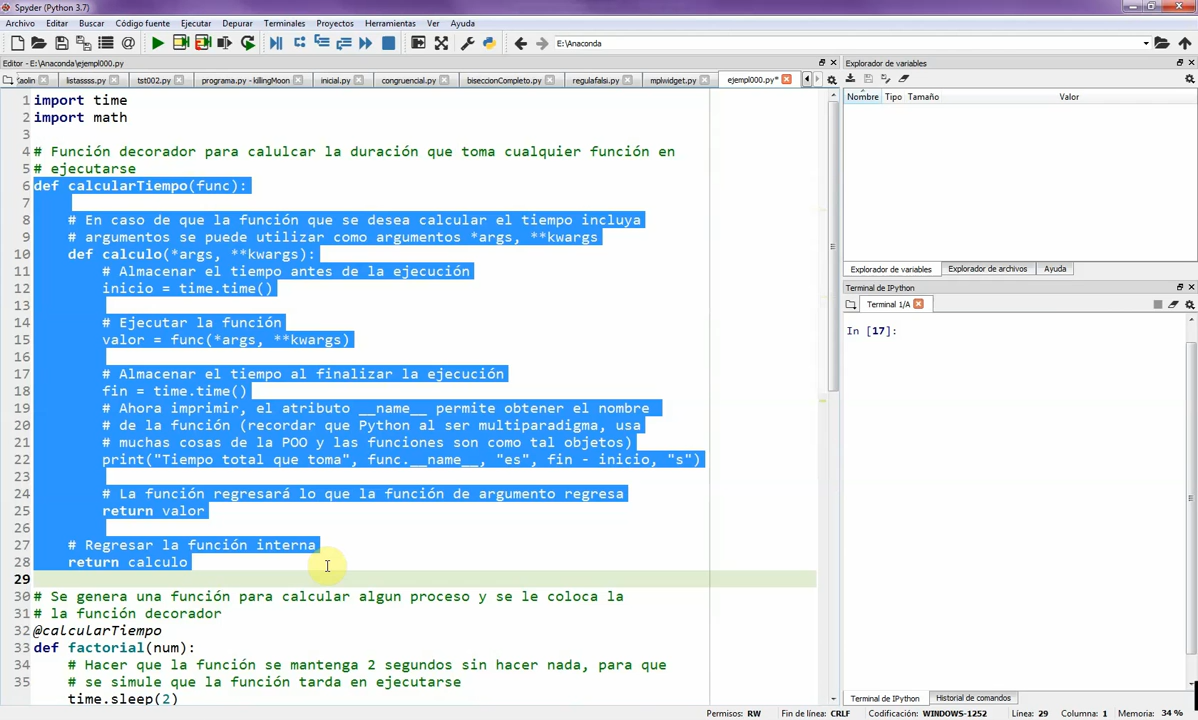 Spyder (Python 3.7)
Archivo Editar Buscar Código fuente Ejecutar Depurar Terminales Proyectos Herramientas Ver Ayuda
E:\Anaconda
Editor - E:\Anaconda\ejempl000.py
Explorador de variables
Kaolin listassss.py tst002.py programa.py - killingMoon inicial.py congruencial.py biseccionCompleto.py regulafalsi.py mplwidget.py ejempl000.py*
Nombre Tipo Tamaño Valor
1 import time
2 import math
3
4 # Función decorador para calulcar la duración que toma cualquier función en
5 # ejecutarse
6 def calcularTiempo(func):
7
8 # En caso de que la función que se desea calcular el tiempo incluya
9 # argumentos se puede utilizar como argumentos *args, **kwargs
10 def calculo(*args, **kwargs):
11 # Almacenar el tiempo antes de la ejecución
12 inicio = time.time()
13
14 # Ejecutar la función
15 valor = func(*args, **kwargs)
16
17 # Almacenar el tiempo al finalizar la ejecución
18 fin = time.time()
19 # Ahora imprimir, el atributo __name__ permite obtener el nombre
20 # de la función (recordar que Python al ser multiparadigma, usa
21 # muchas cosas de la POO y las funciones son como tal objetos)
22 print("Tiempo total que toma", func.__name__, "es", fin - inicio, "s")
23
24 # La función regresará lo que la función de argumento regresa
25 return valor
26
27 # Regresar la función interna
28 return calculo
29
30 # Se genera una función para calcular algun proceso y se le coloca la
31 # la función decorador
32 @calcularTiempo
33 def factorial(num):
34 # Hacer que la función se mantenga 2 segundos sin hacer nada, para que
35 # se simule que la función tarda en ejecutarse
time.sleep(2)
Explorador de variables Explorador de archivos Ayuda
Terminal de IPython
Terminal 1/A
In [17]:
Terminal de IPython Historial de comandos
Permisos: RW Fin de línea: CRLF Codificación: WINDOWS-1252 Línea: 29 Columna: 1 Memoria: 34 %